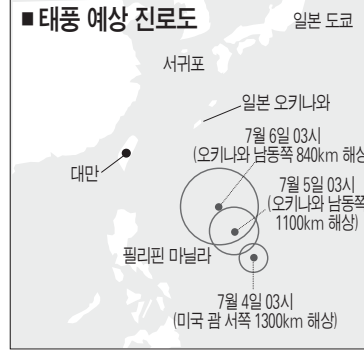 ■ 태풍 예상 진로도
일본 도쿄
서귀포
일본 오키나와
7월 6일 03시
(오키나와 남동쪽 840km 해상)
대만
7월 5일 03시
(오키나와 남동쪽
1100km 해상)
필리핀 마닐라
7월 4일 03시
(미국 괌 서쪽 1300km 해상)